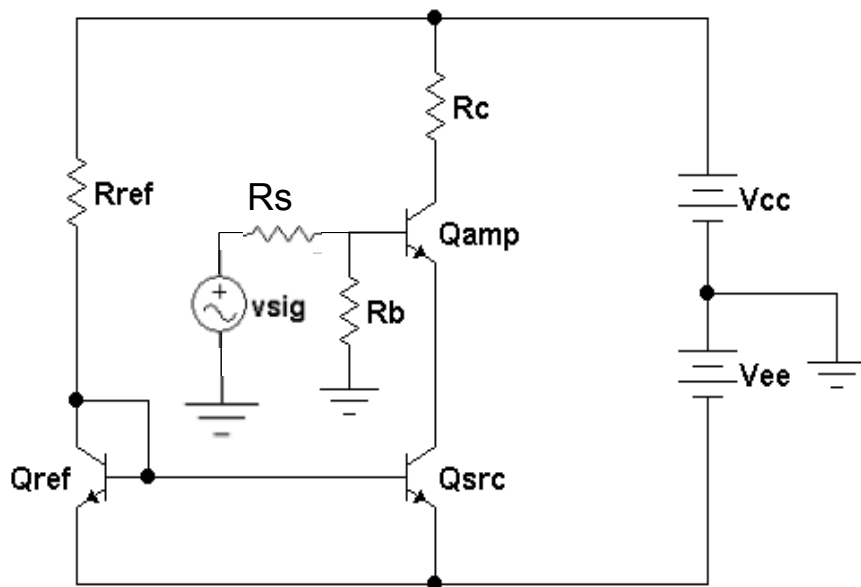 Rc
Rref
Rs
Vcc
Qamp
+
vsig
Rb
Vee
Qref
Qsrc